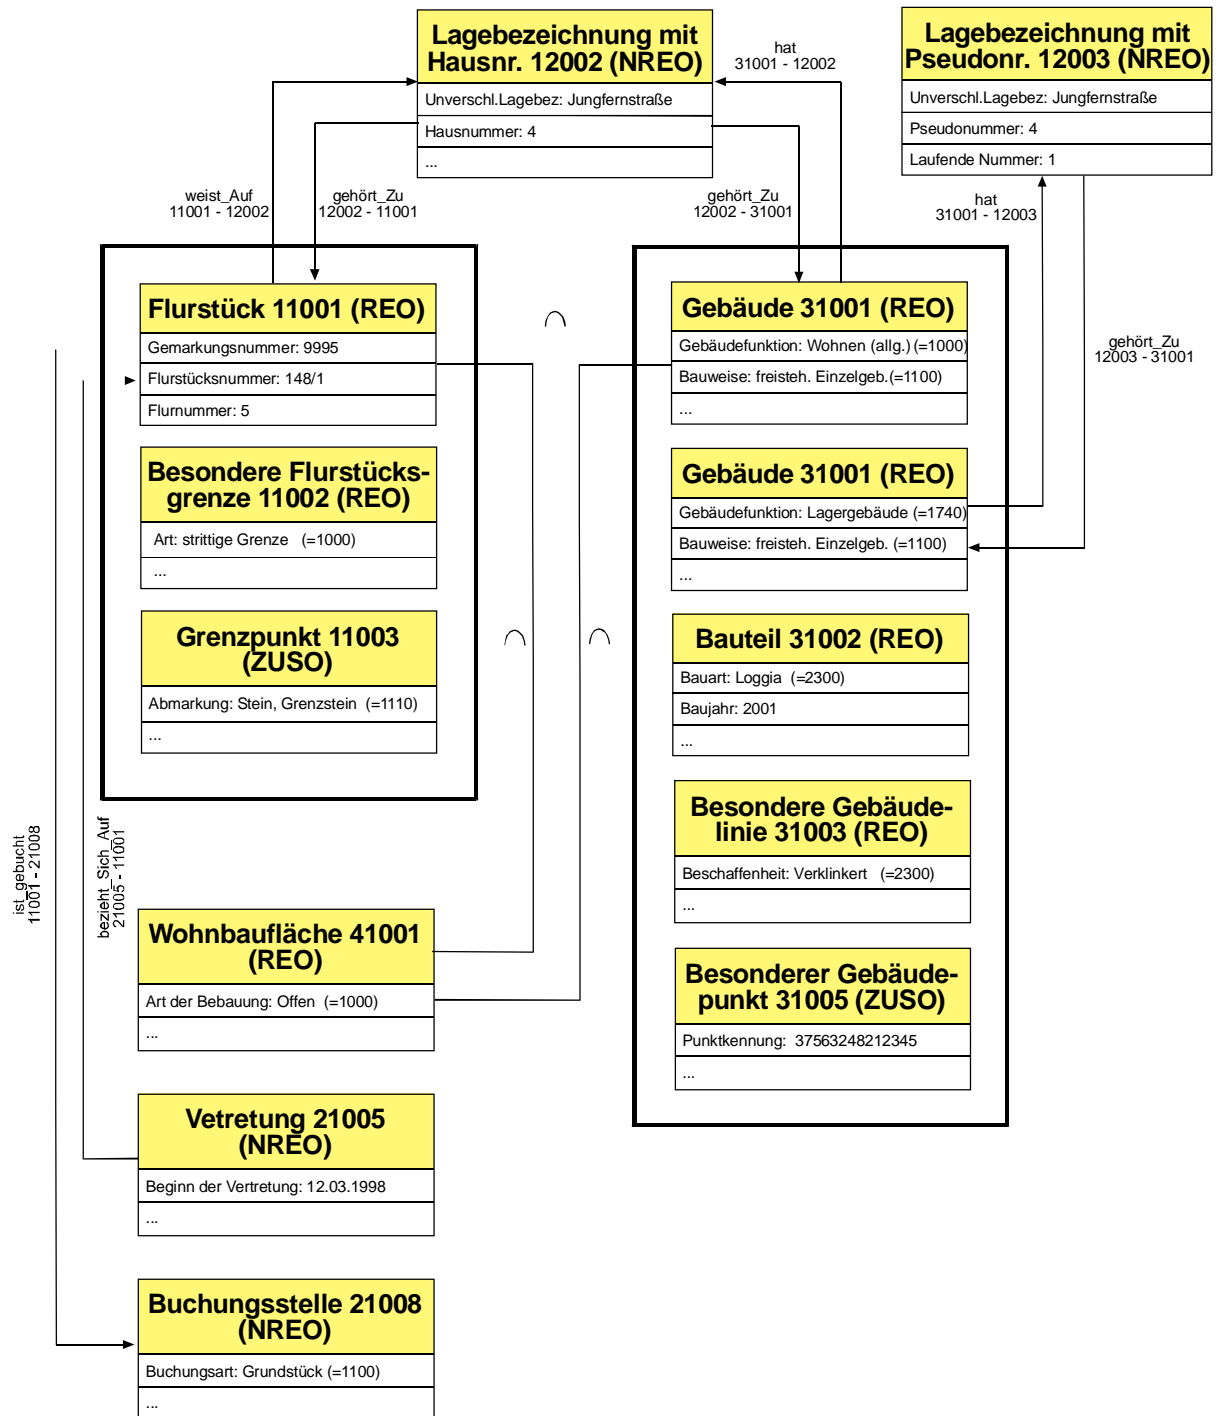 Lagebezeichnung mit
Hausnr. 12002 (NREO)
Unverschl.Lagebez: Jungfernstraße
Hausnummer: 4
...
hat
31001 - 12002
Lagebezeichnung mit
Pseudonr. 12003 (NREO)
Unverschl.Lagebez: Jungfernstraße
Pseudonummer: 4
Laufende Nummer: 1
weist_Auf
11001 - 12002
gehört_Zu
12002 - 11001
gehört_Zu
12002 - 31001
hat
31001 - 12003
gehört_Zu
12003 - 31001
Flurstück 11001 (REO)
Gemarkungsnummer: 9995
Flurstücksnummer: 148/1
Flurnummer: 5
Besondere Flurstücks-
grenze 11002 (REO)
Art: strittige Grenze (=1000)
...
Grenzpunkt 11003
(ZUSO)
Abmarkung: Stein, Grenzstein (=1110)
...
Gebäude 31001 (REO)
Gebäudefunktion: Wohnen (allg.) (=1000)
Bauweise: freisteh. Einzelgeb.(=1100)
...
Gebäude 31001 (REO)
Gebäudefunktion: Lagergebäude (=1740)
Bauweise: freisteh. Einzelgeb. (=1100)
...
Bauteil 31002 (REO)
Bauart: Loggia (=2300)
Baujahr: 2001
...
Besondere Gebäude-
linie 31003 (REO)
Beschaffenheit: Verklinkert (=2300)
...
Besonderer Gebäude-
punkt 31005 (ZUSO)
Punktkennung: 37563248212345
...
ist_gebucht
11001 - 21008
bezieht_Sich_Auf
21005 - 11001
Wohnbaufläche 41001
(REO)
Art der Bebauung: Offen (=1000)
...
Vetretung 21005
(NREO)
Beginn der Vertretung: 12.03.1998
...
Buchungsstelle 21008
(NREO)
Buchungsart: Grundstück (=1100)
...